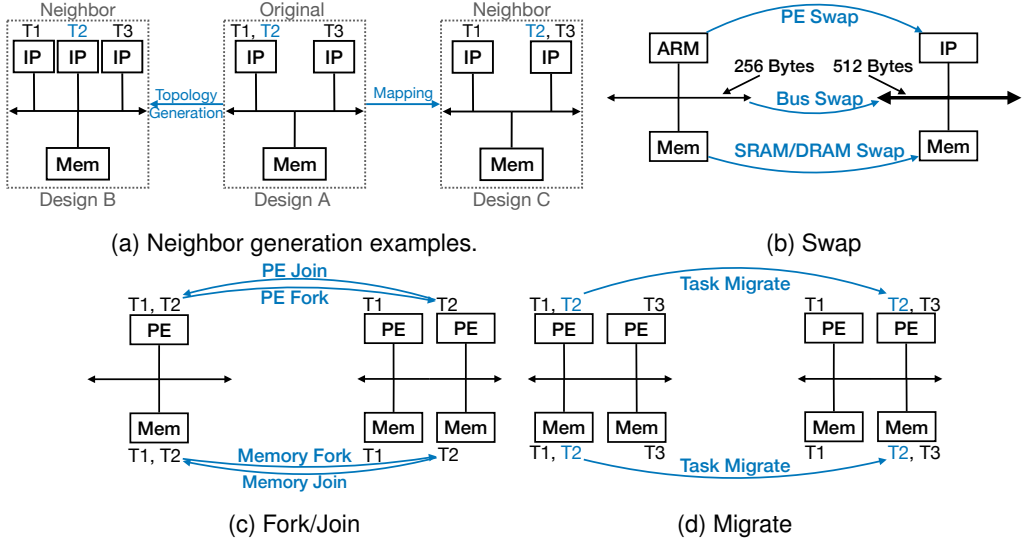 Neighbor
Original
Neighbor
T1
T2
T3
T1, T2
T3
T1
T2, T3
IP
IP
IP
IP
IP
IP
IP
Topology
Generation
Mapping
Mem
Mem
Mem
Design B
Design A
Design C
(a) Neighbor generation examples.
PE Swap
ARM
IP
256 Bytes
512 Bytes
Bus Swap
Mem
SRAM/DRAM Swap
Mem
(b) Swap
PE Join
PE Fork
T1, T2
T1
T2
PE
PE
PE
Mem
Mem
Mem
T1, T2
Memory Fork
T1
T2
Memory Join
(c) Fork/Join
Task Migrate
T1, T2
T3
T1
T2, T3
PE
PE
PE
PE
Mem
Mem
Mem
Mem
T1, T2
T3
Task Migrate
T1
T2, T3
(d) Migrate